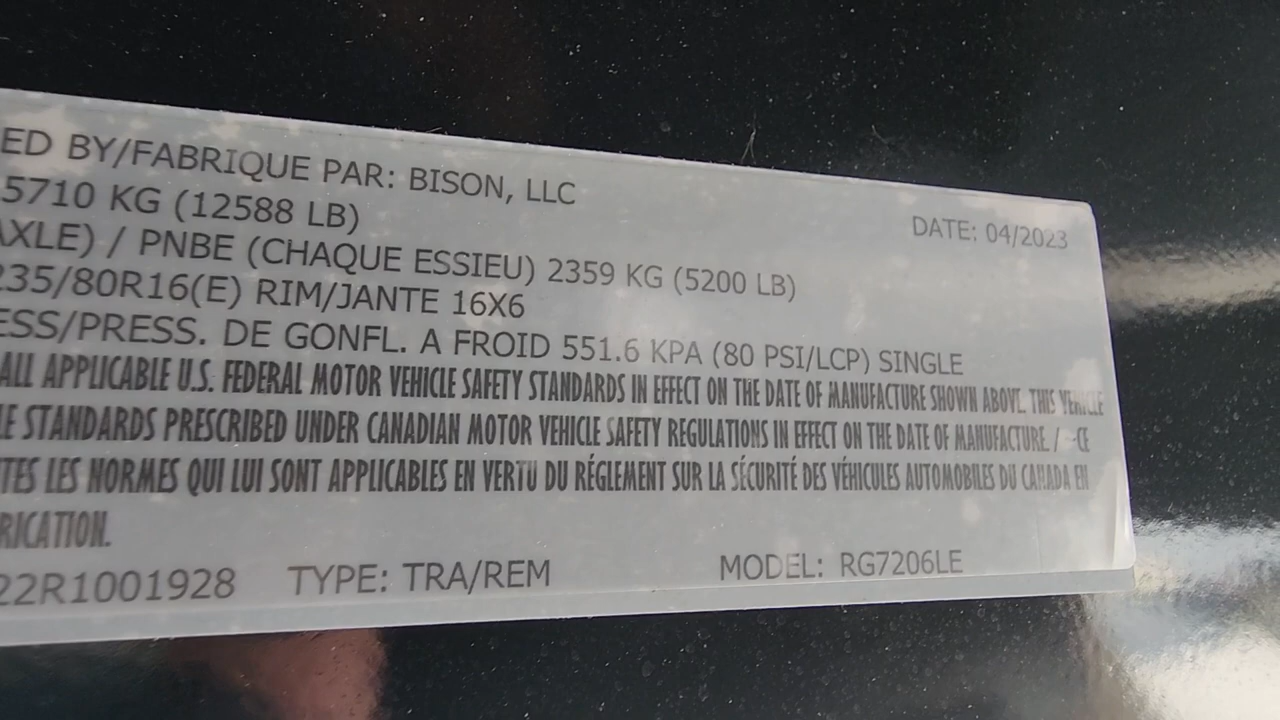 ED BY/FABRIQUE PAR: BISON, LLC
5710 KG (12588 LB)
DATE: 04/2023
AXLE) / PNBE (CHAQUE ESSIEU) 2359 KG (5200 LB)
235/80R16(E) RIM/JANTE 16X6
ESS/PRESS. DE GONFL. A FROID 551.6 KPA (80 PSI/LCP) SINGLE
ALL APPLICABLE U.S. FEDERAL MOTOR VEHICLE SAFETY STANDARDS IN EFFECT ON THE DATE OF MANUFACTURE SHOWN ABOVE. THIS VEHICLE
LE STANDARDS PRESCRIBED UNDER CANADIAN MOTOR VEHICLE SAFETY REGULATIONS IN EFFECT ON THE DATE OF MANUFACTURE. / CE
TES LES NORMES QUI LUI SONT APPLICABLES EN VERTU DU RÉGLEMENT SUR LA SÉCURITÉ DES VÉHICULES AUTOMOBILES DU CANADA EN
RICATION.
22R1001928 TYPE: TRA/REM MODEL: RG7206LE